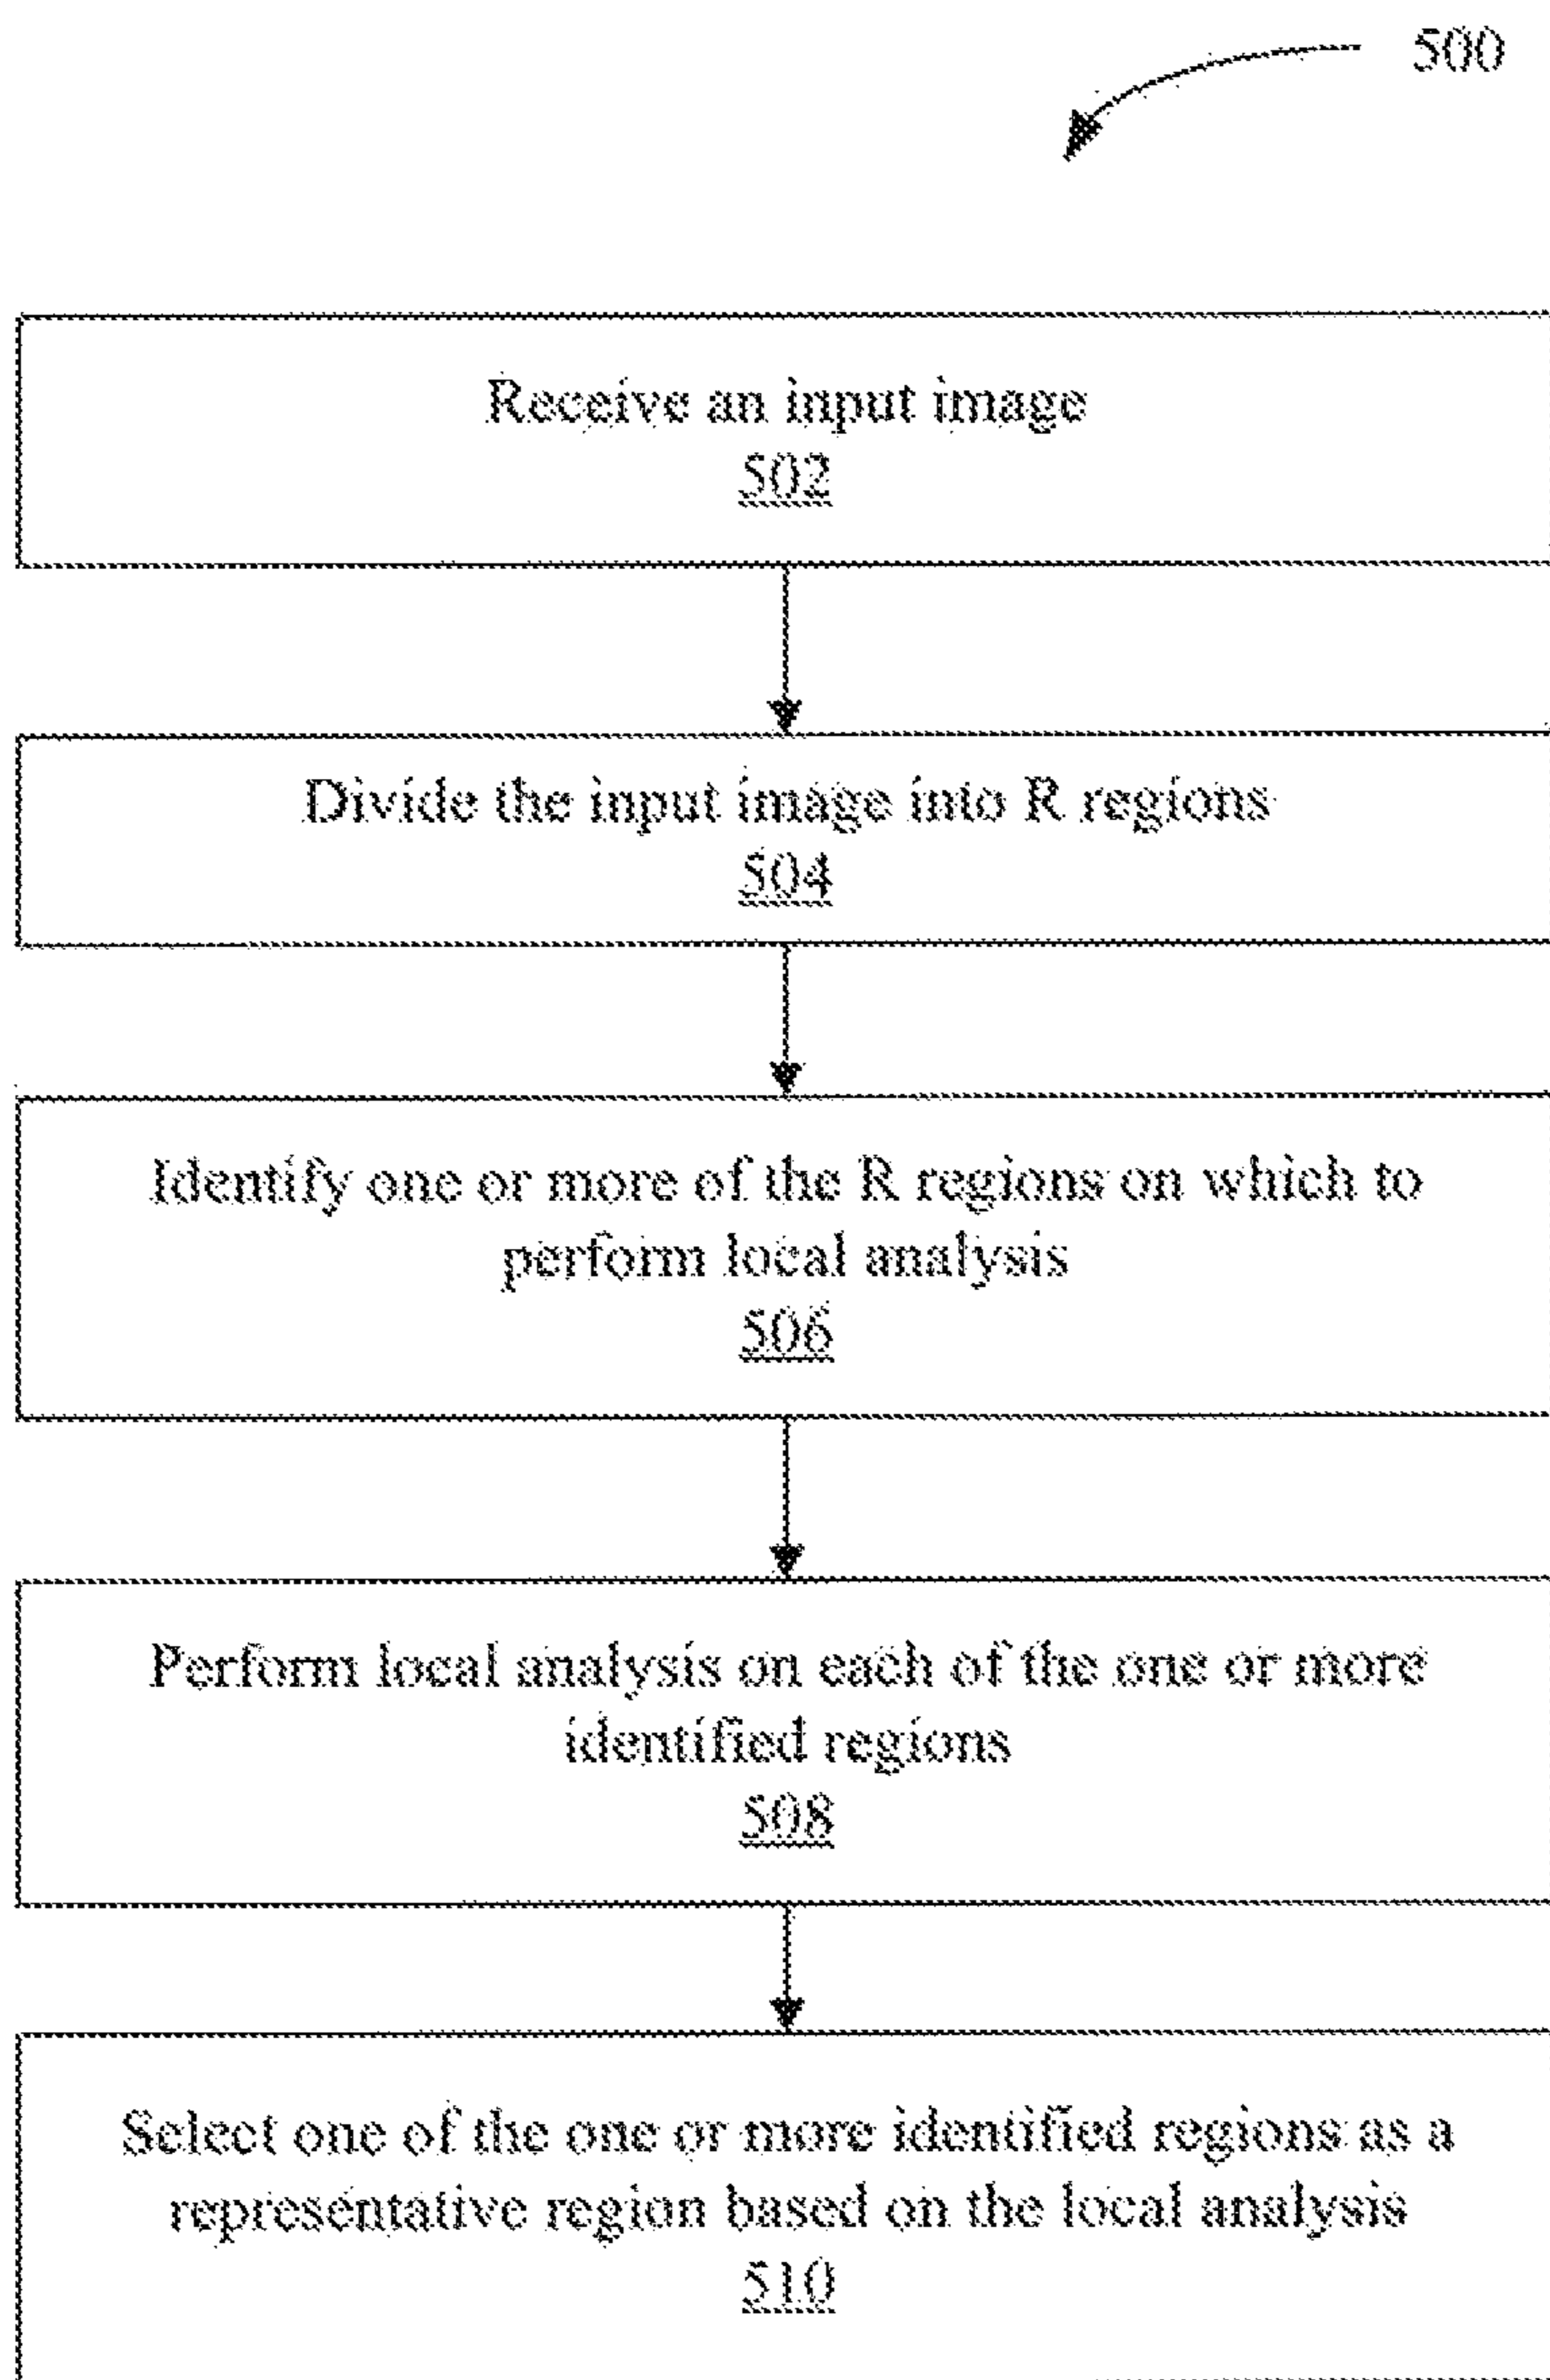 500
Receive an input image
502
Divide the input image into R regions
504
Identify one or more of the R regions on which to
perform local analysis
506
Perform local analysis on each of the one or more
identified regions
508
Select one of the one or more identified regions as a
representative region based on the local analysis
510